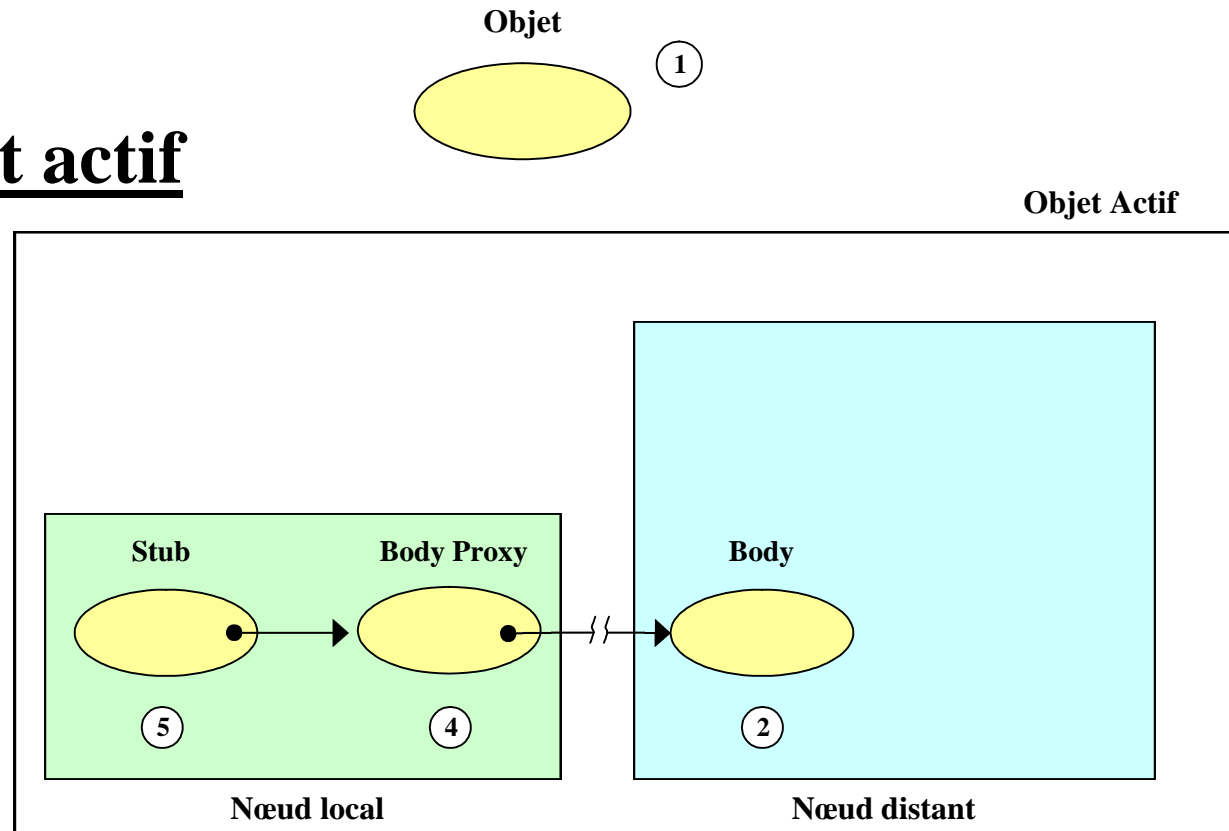 Objet
1
t actif
Objet Actif
Stub
Body Proxy
Body
5
4
2
Nœud local
Nœud distant